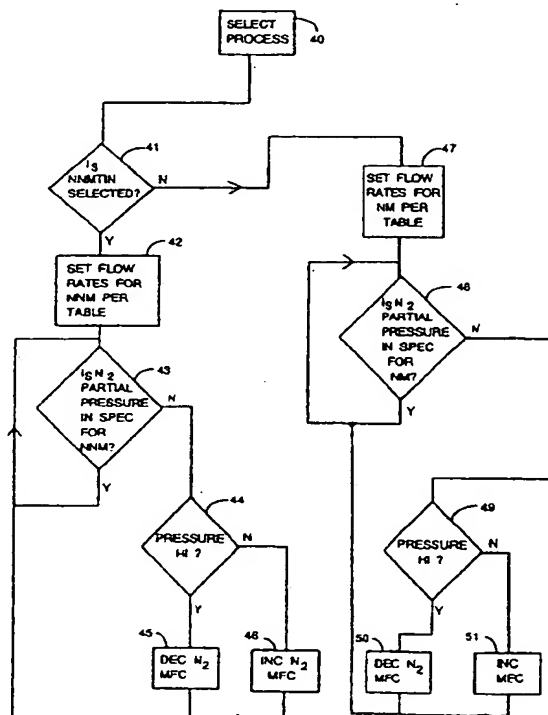 SELECT
PROCESS
40
IS
NNMTIN
SELECTED?
41
N
Y
42
SET FLOW
RATES FOR
NNM PER
TABLE
IS N2
PARTIAL
PRESSURE
IN SPEC
FOR
NNM?
43
N
Y
PRESSURE
HI ?
44
N
Y
45
DEC N2
MFC
46
INC N2
MFC
47
SET FLOW
RATES FOR
NM PER
TABLE
IS N2
PARTIAL
PRESSURE
IN SPEC
FOR
NM?
48
N
Y
PRESSURE
HI ?
49
N
Y
50
DEC N2
MFC
51
INC
MFC